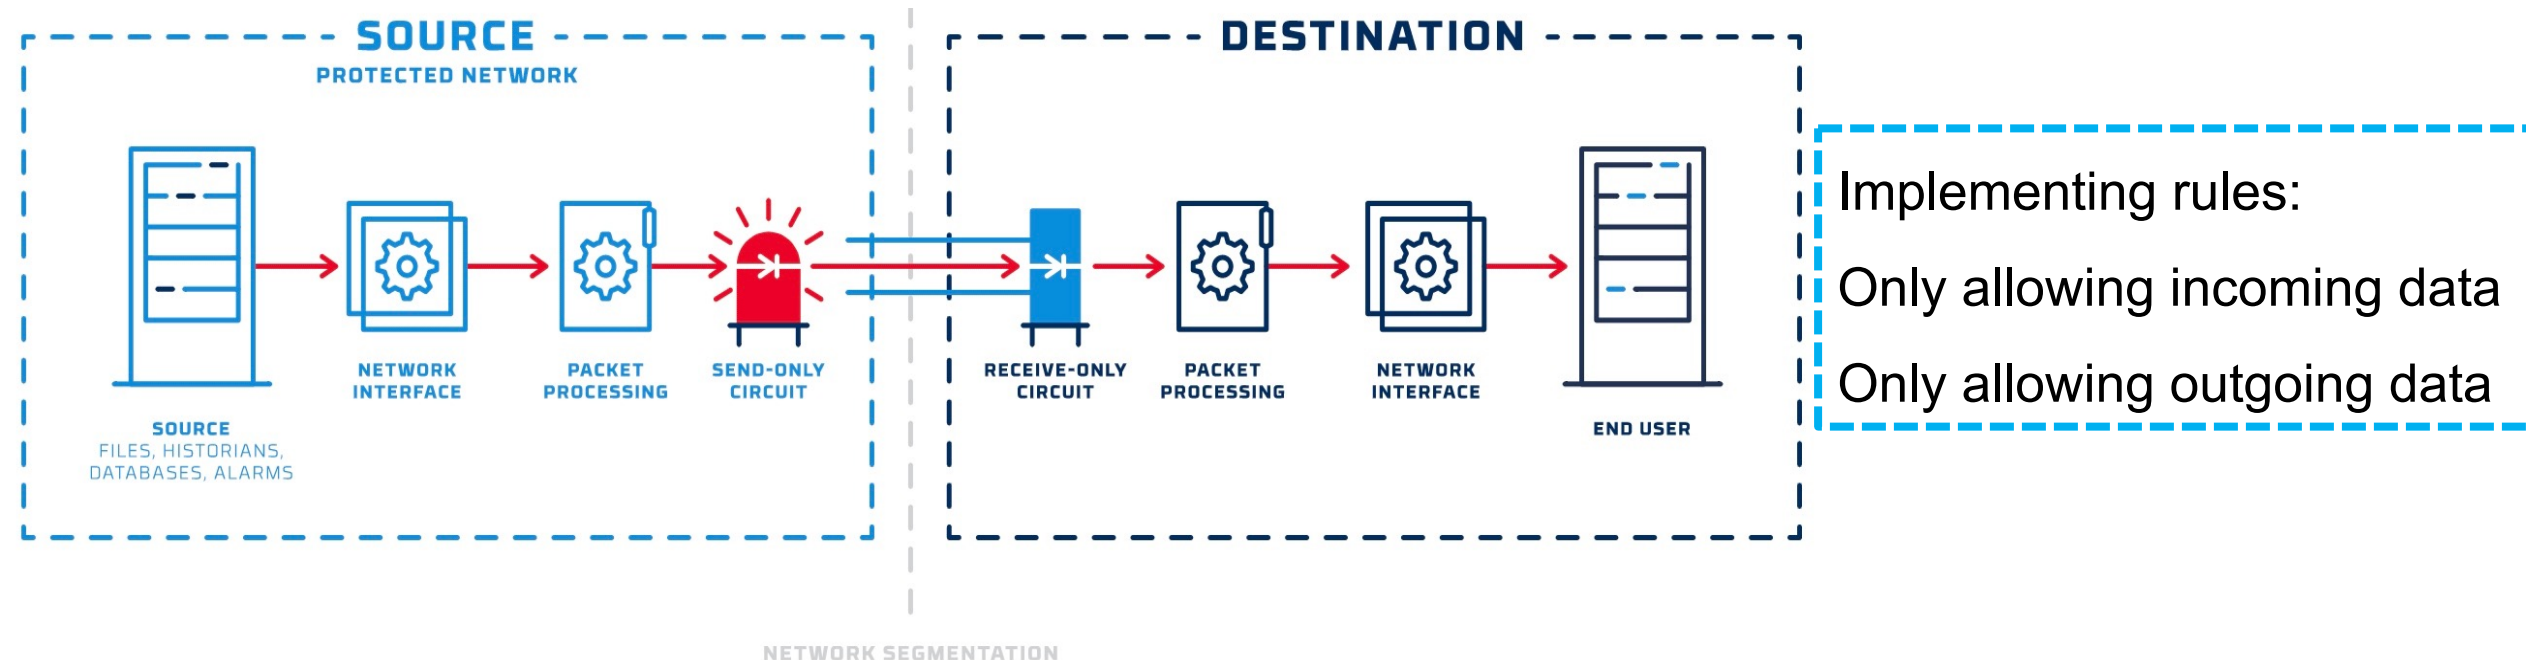 SOURCE
PROTECTED NETWORK
SOURCE
FILES, HISTORIANS,
DATABASES, ALARMS
NETWORK
INTERFACE
PACKET
PROCESSING
SEND-ONLY
CIRCUIT
DESTINATION
RECEIVE-ONLY
CIRCUIT
PACKET
PROCESSING
NETWORK
INTERFACE
END USER
Implementing rules:
Only allowing incoming data
Only allowing outgoing data
NETWORK SEGMENTATION